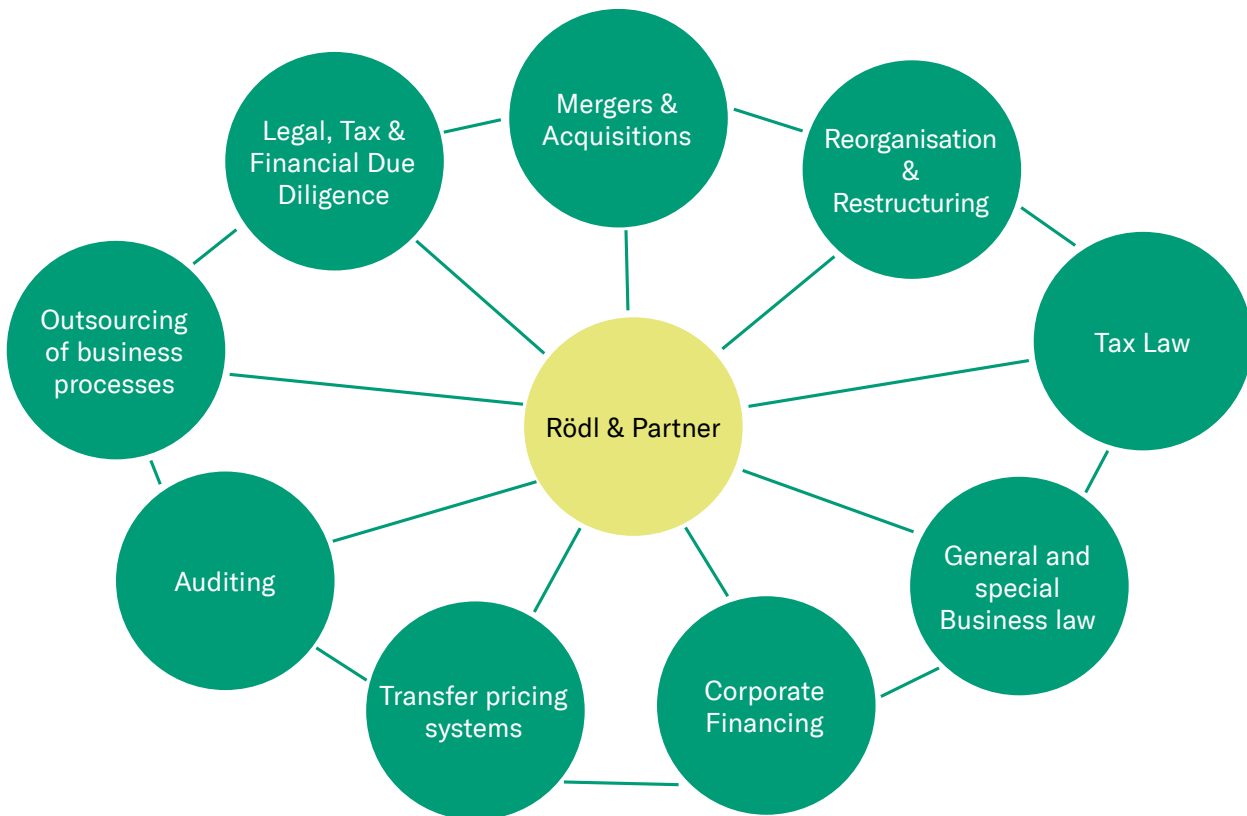 Mergers &
Acquisitions
Reorganisation
&
Restructuring
Tax Law
General and
special
Business law
Corporate
Financing
Transfer pricing
systems
Auditing
Outsourcing
of business
processes
Legal, Tax &
Financial Due
Diligence
Rödl & Partner